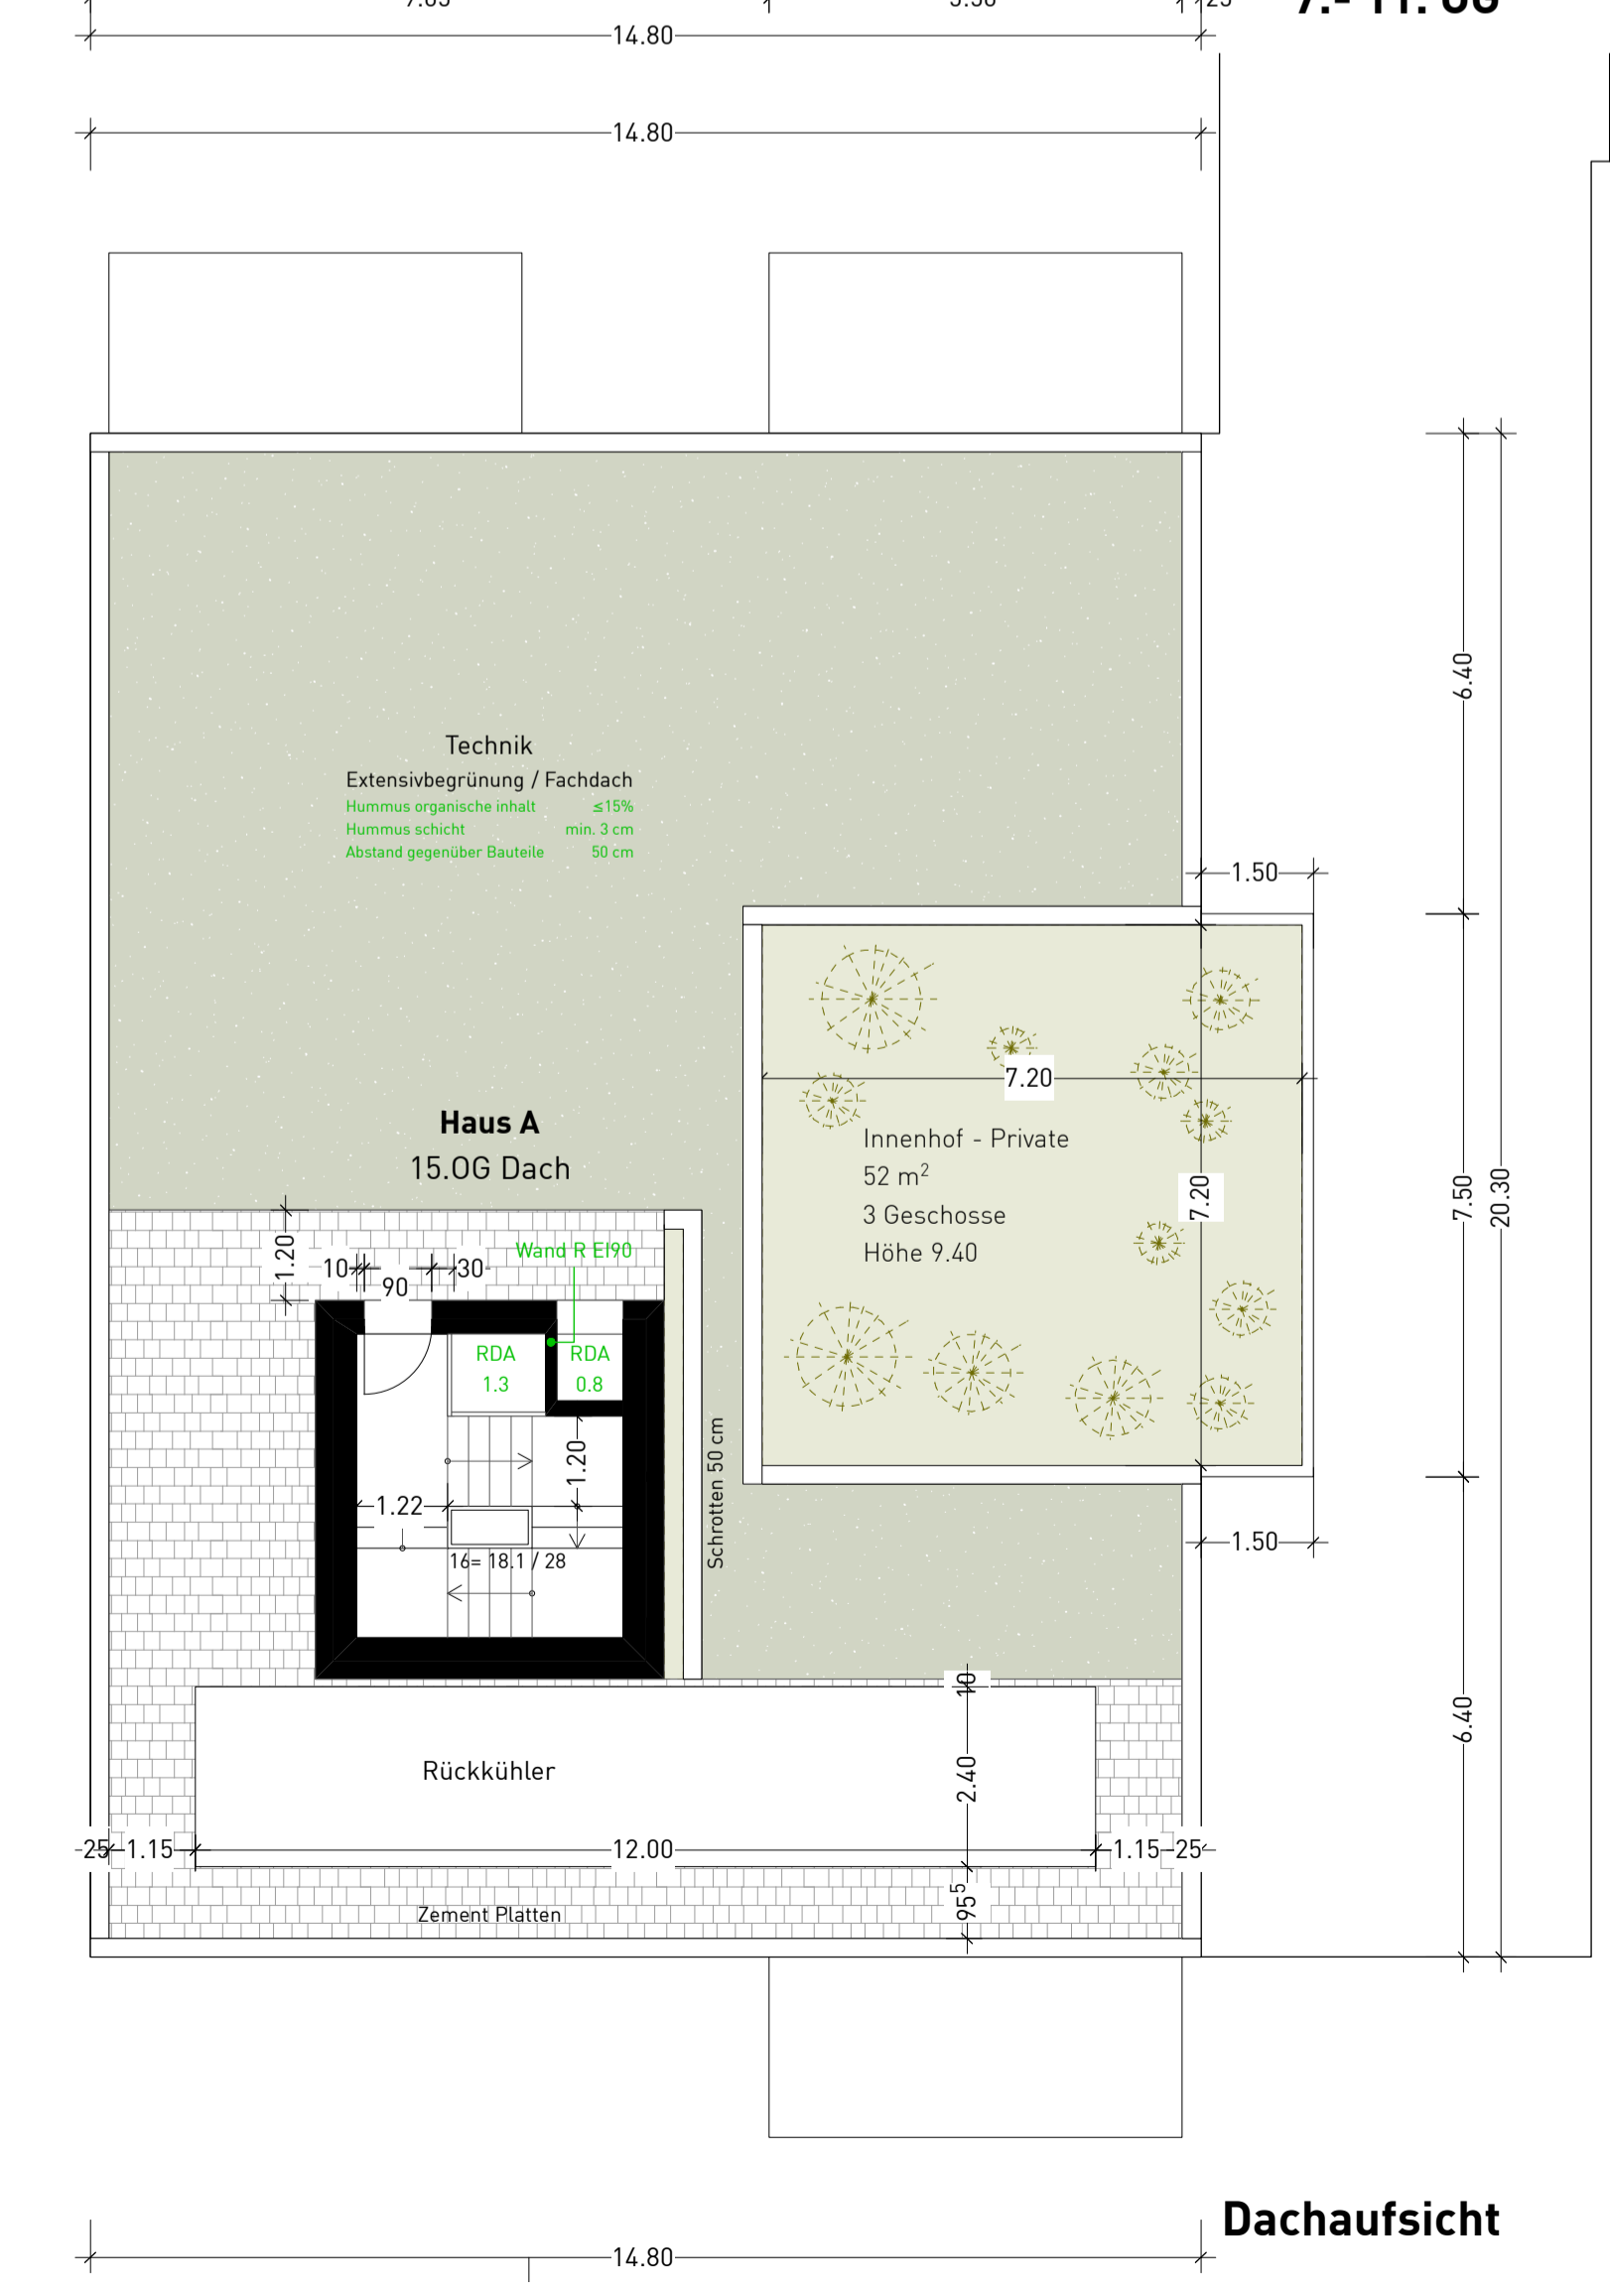 14.80
14.80
6.40
Technik
Extensivbegrünung / Fachdach
Hummus organische inhalt ≤15%
Hummus schicht min. 3 cm
Abstand gegenüber Bauteile 50 cm
1.50
7.20
Haus A
15.OG Dach
Innenhof - Private
52 m²
3 Geschosse
Höhe 9.40
7.20
7.50
20.30
1.20
10
90
30
Wand R EI90
RDA
1.3
RDA
0.8
1.20
1.22
16= 18.1 / 28
Schrotten 50 cm
1.50
10
6.40
Rückkühler
2.40
25
1.15
12.00
1.15
25
95⁵
Zement Platten
Dachaufsicht
14.80